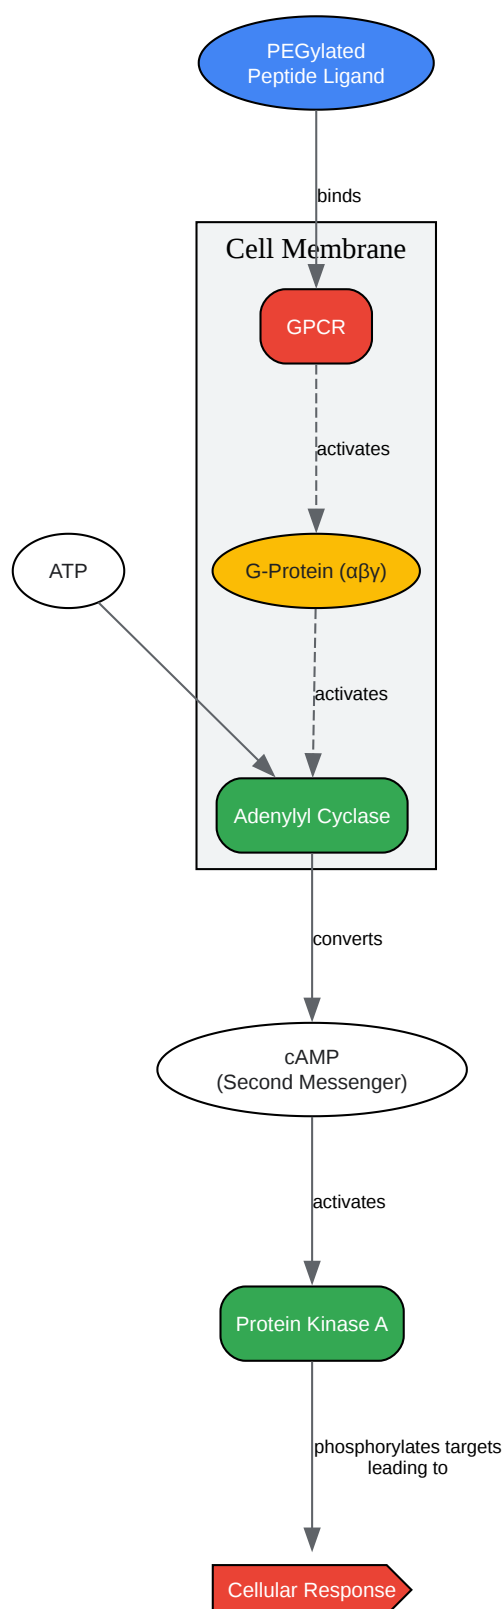 PEGylated
Peptide Ligand
binds
Cell Membrane
GPCR
activates
ATP
G-Protein (αβγ)
activates
Adenylyl Cyclase
converts
cAMP
(Second Messenger)
activates
Protein Kinase A
phosphorylates targets
leading to
Cellular Response